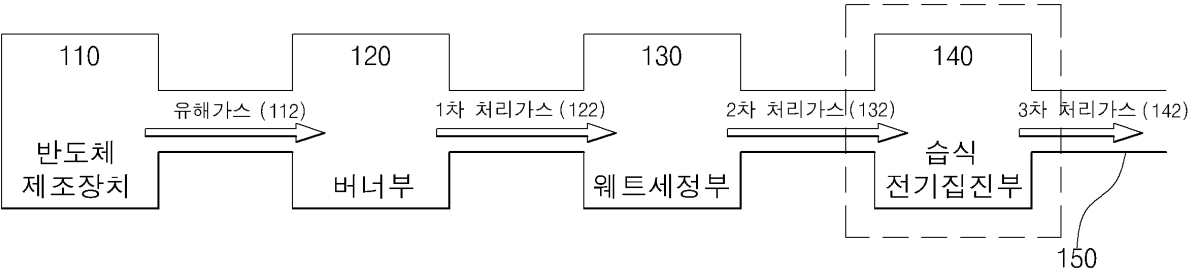 110
120
130
140
유해가스 (112)
1차 처리가스 (122)
2차 처리가스 (132)
3차 처리가스 (142)
반도체
제조장치
버너부
웨트세정부
습식
전기집진부
150